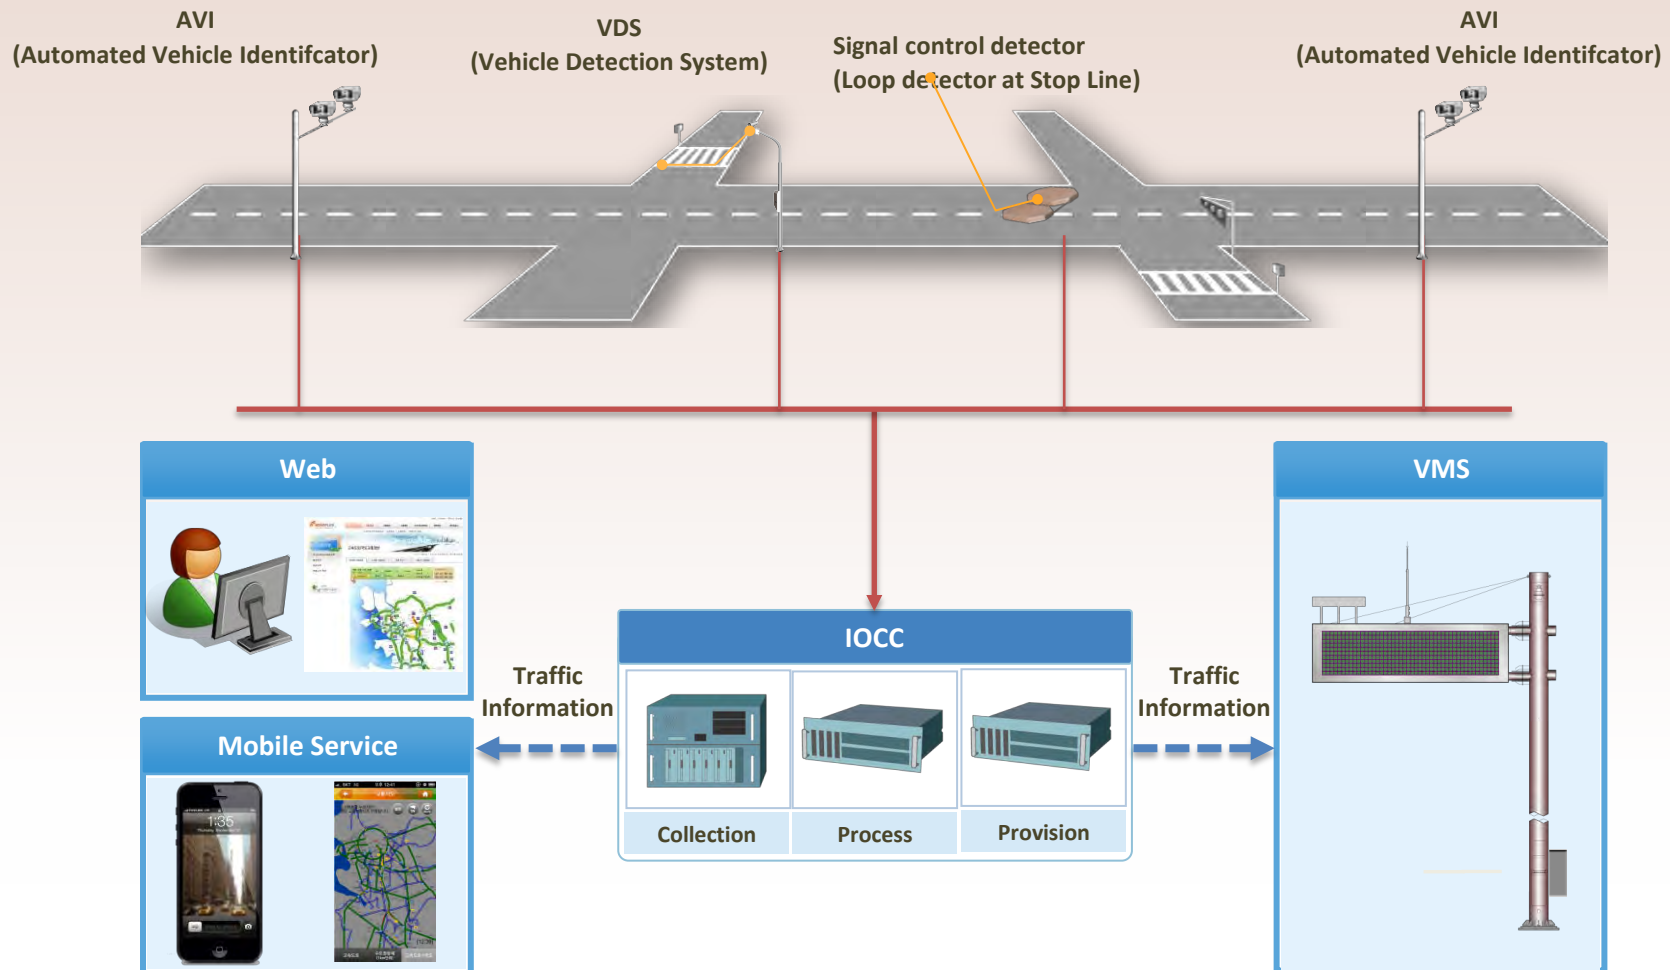 AVI
(Automated Vehicle Identifcator)
VDS
(Vehicle Detection System)
Signal control detector
(Loop detector at Stop Line)
AVI
(Automated Vehicle Identifcator)
Web
VMS
IOCC
Traffic
Information
Traffic
Information
Mobile Service
1:35
Collection
Process
Provision